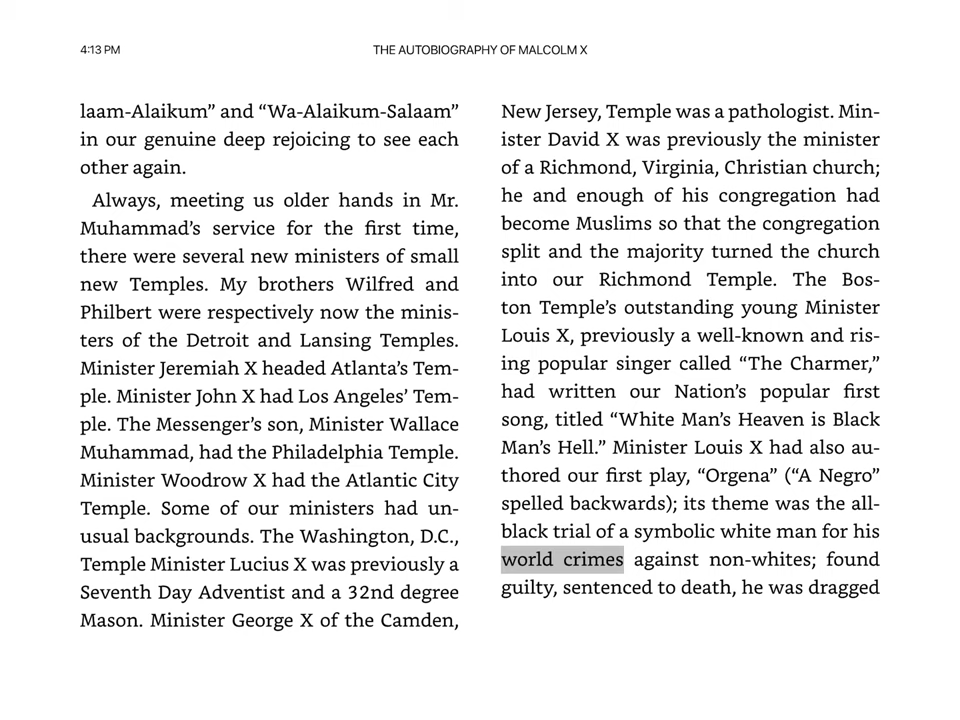 4:13 PM
THE AUTOBIOGRAPHY OF MALCOLM X
laam-Alaikum” and “Wa-Alaikum-Salaam”
in our genuine deep rejoicing to see each
other again.
Always, meeting us older hands in Mr.
Muhammad’s service for the first time,
there were several new ministers of small
new Temples. My brothers Wilfred and
Philbert were respectively now the minis-
ters of the Detroit and Lansing Temples.
Minister Jeremiah X headed Atlanta’s Tem-
ple. Minister John X had Los Angeles’ Tem-
ple. The Messenger’s son, Minister Wallace
Muhammad, had the Philadelphia Temple.
Minister Woodrow X had the Atlantic City
Temple. Some of our ministers had un-
usual backgrounds. The Washington, D.C.,
Temple Minister Lucius X was previously a
Seventh Day Adventist and a 32nd degree
Mason. Minister George X of the Camden,
New Jersey, Temple was a pathologist. Min-
ister David X was previously the minister
of a Richmond, Virginia, Christian church;
he and enough of his congregation had
become Muslims so that the congregation
split and the majority turned the church
into our Richmond Temple. The Bos-
ton Temple’s outstanding young Minister
Louis X, previously a well-known and ris-
ing popular singer called “The Charmer,”
had written our Nation’s popular first
song, titled “White Man’s Heaven is Black
Man’s Hell.” Minister Louis X had also au-
thored our first play, “Orgena” (“A Negro”
spelled backwards); its theme was the all-
black trial of a symbolic white man for his
world crimes against non-whites; found
guilty, sentenced to death, he was dragged